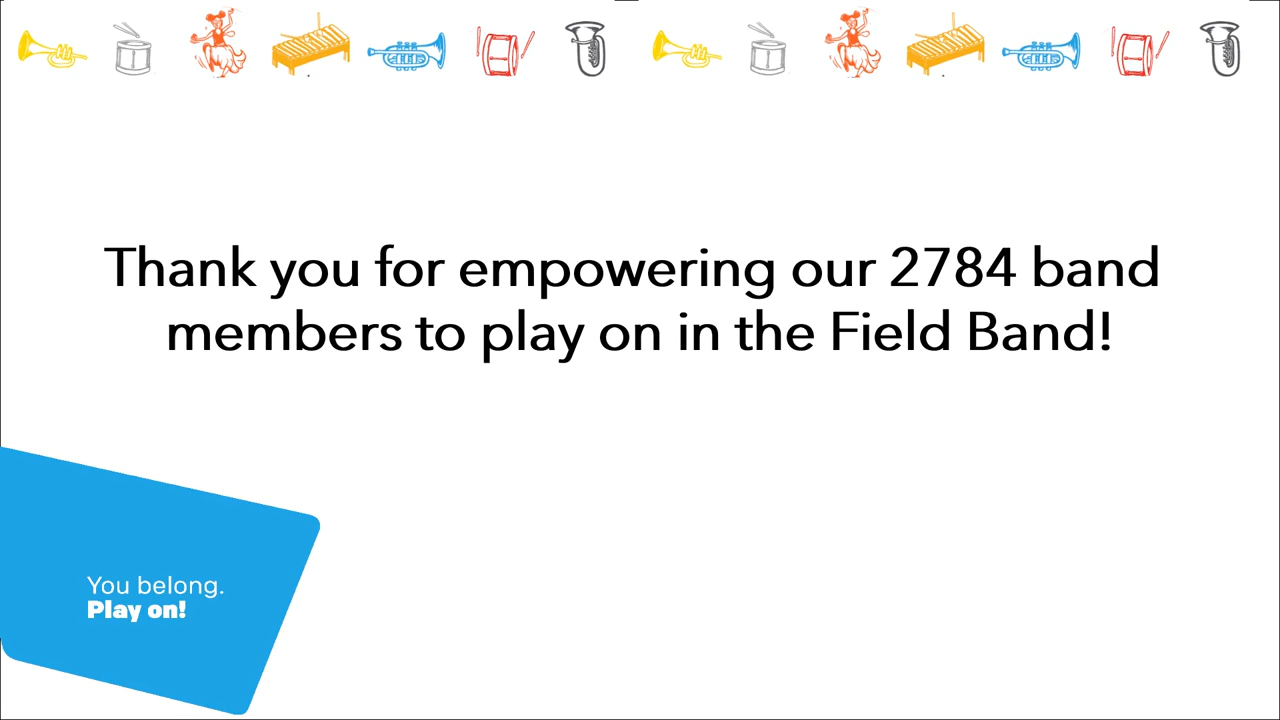 Thank you for empowering our 2784 band
members to play on in the Field Band!
You belong.
Play on!